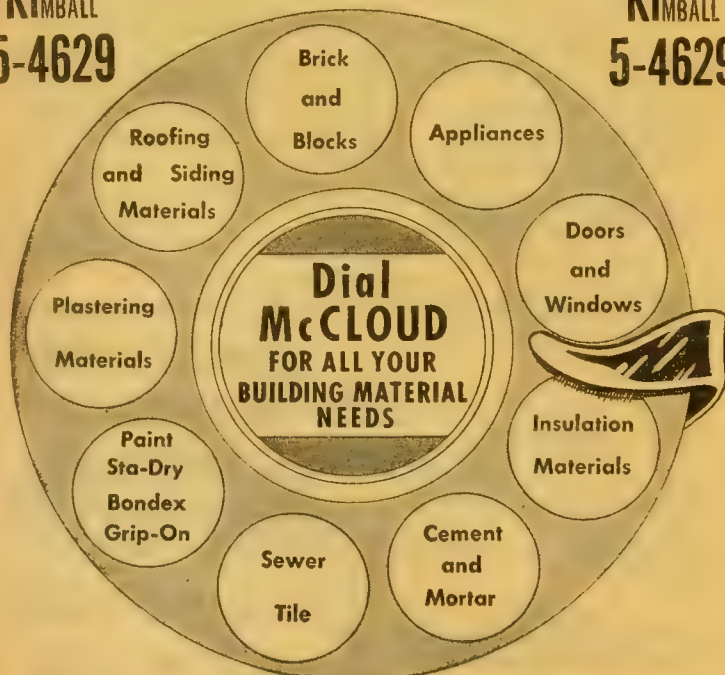 KIMBALL
5-4629
KIMBALL
5-4629
Brick
and
Blocks
Appliances
Roofing
and Siding
Materials
Doors
and
Windows
Plastering
Materials
Dial
McCLOUD
FOR ALL YOUR
BUILDING MATERIAL
NEEDS
Insulation
Materials
Paint
Sta-Dry
Bondex
Grip-On
Cement
and
Mortar
Sewer
Tile